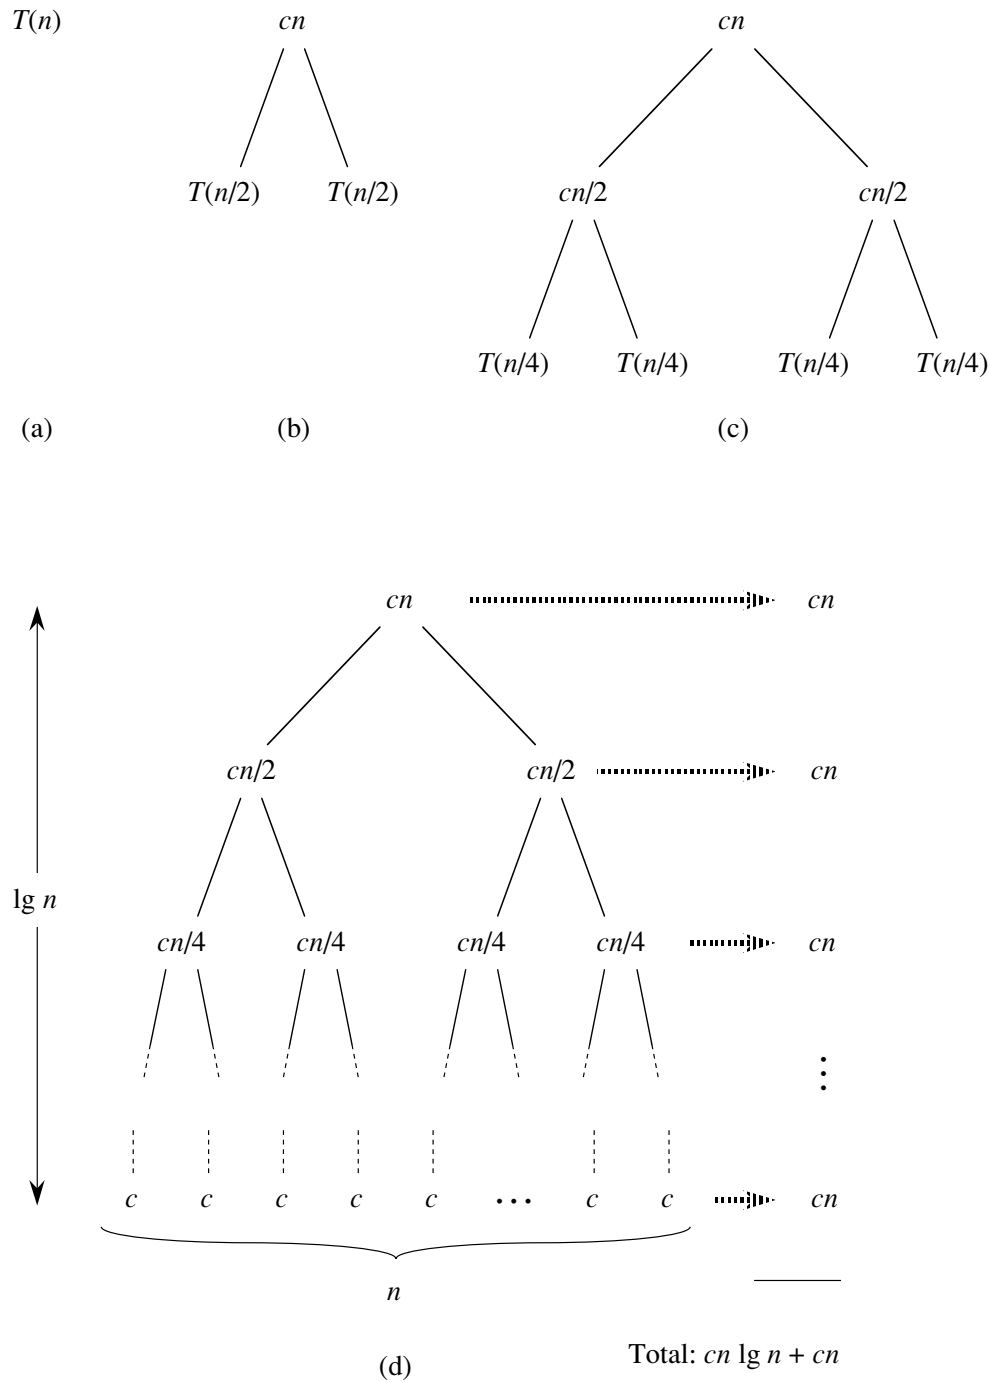 T(n) cn cn
T(n/2) T(n/2) cn/2 cn/2
T(n/4) T(n/4) T(n/4) T(n/4)
(a) (b) (c)
cn cn
cn/2 cn/2 cn
lg n
cn/4 cn/4 cn/4 cn/4 cn
⋮
c c c c c ... c c cn
n
Total: cn lg n + cn
(d)